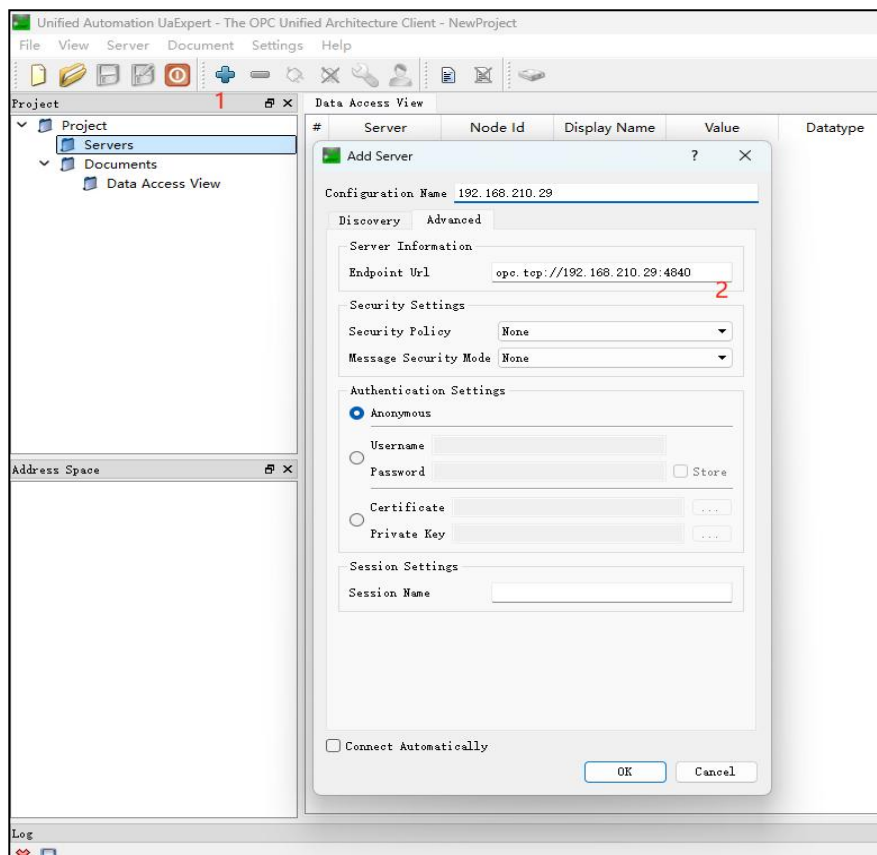 Unified Automation UaExpert - The OPC Unified Architecture Client - NewProject
File View Server Document Settings Help
1
Project
Data Access View
Project
Servers
Documents
Data Access View
# Server Node Id Display Name Value Datatype
Add Server ?
Configuration Name 192.168.210.29
Discovery Advanced
Server Information
Endpoint Url opc.tcp://192.168.210.29:4840
2
Security Settings
Security Policy None
Message Security Mode None
Authentication Settings
Anonymous
Username
Password Store
Certificate ...
Private Key ...
Session Settings
Session Name
Connect Automatically
OK Cancel
Address Space
Log